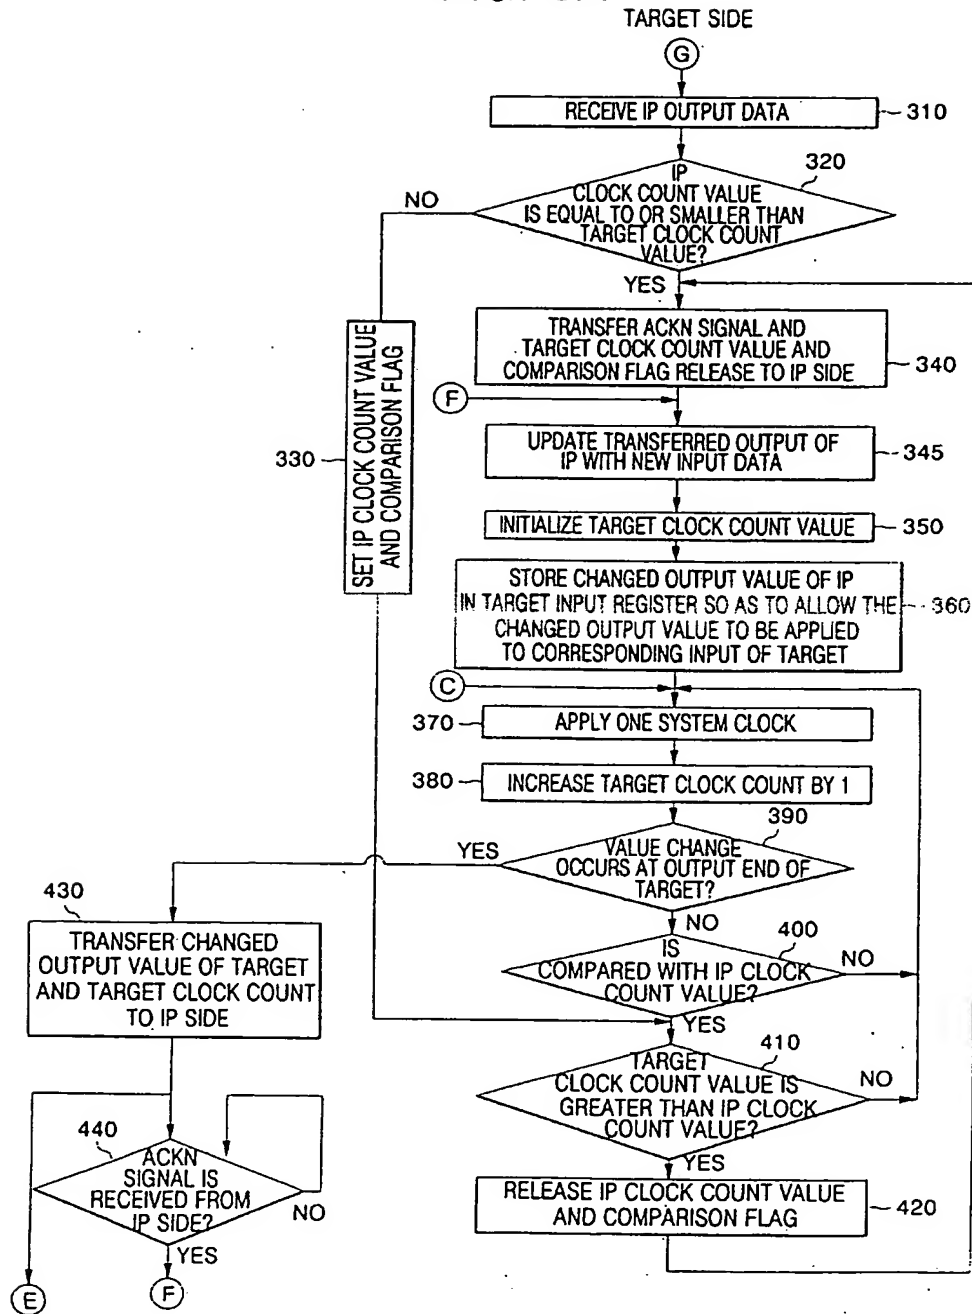 TARGET SIDE
G
RECEIVE IP OUTPUT DATA
310
320
IP
CLOCK COUNT VALUE
IS EQUAL TO OR SMALLER THAN
TARGET CLOCK COUNT
VALUE?
NO
YES
SET IP CLOCK COUNT VALUE
AND COMPARISON FLAG
330
TRANSFER ACKN SIGNAL AND
TARGET CLOCK COUNT VALUE AND
COMPARISON FLAG RELEASE TO IP SIDE
340
F
UPDATE TRANSFERRED OUTPUT OF
IP WITH NEW INPUT DATA
345
INITIALIZE TARGET CLOCK COUNT VALUE
350
STORE CHANGED OUTPUT VALUE OF IP
IN TARGET INPUT REGISTER SO AS TO ALLOW THE
CHANGED OUTPUT VALUE TO BE APPLIED
TO CORRESPONDING INPUT OF TARGET
360
C
370
APPLY ONE SYSTEM CLOCK
380
INCREASE TARGET CLOCK COUNT BY 1
390
VALUE CHANGE
OCCURS AT OUTPUT END OF
TARGET?
YES
NO
400
IS
COMPARED WITH IP CLOCK
COUNT VALUE?
NO
YES
410
TARGET
CLOCK COUNT VALUE IS
GREATER THAN IP CLOCK
COUNT VALUE?
NO
YES
RELEASE IP CLOCK COUNT VALUE
AND COMPARISON FLAG
420
430
TRANSFER CHANGED
OUTPUT VALUE OF TARGET
AND TARGET CLOCK COUNT
TO IP SIDE
440
ACKN
SIGNAL IS
RECEIVED FROM
IP SIDE?
NO
YES
E
F